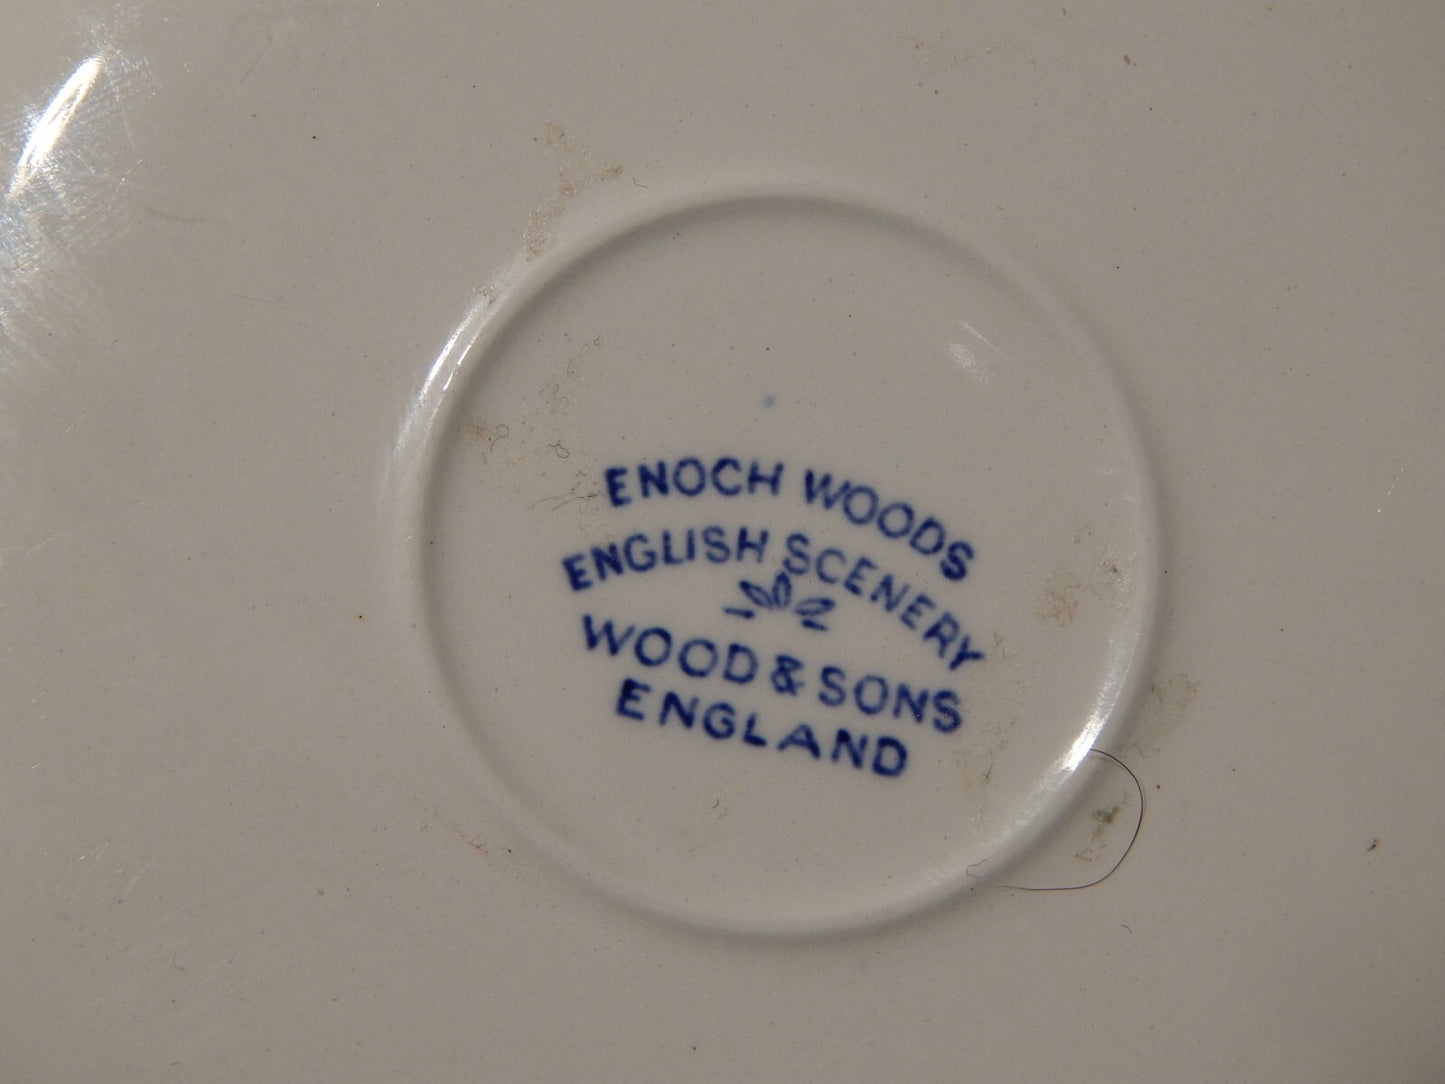 ENOCH WOODS
ENGLISH SCENERY
WOOD & SONS
ENGLAND